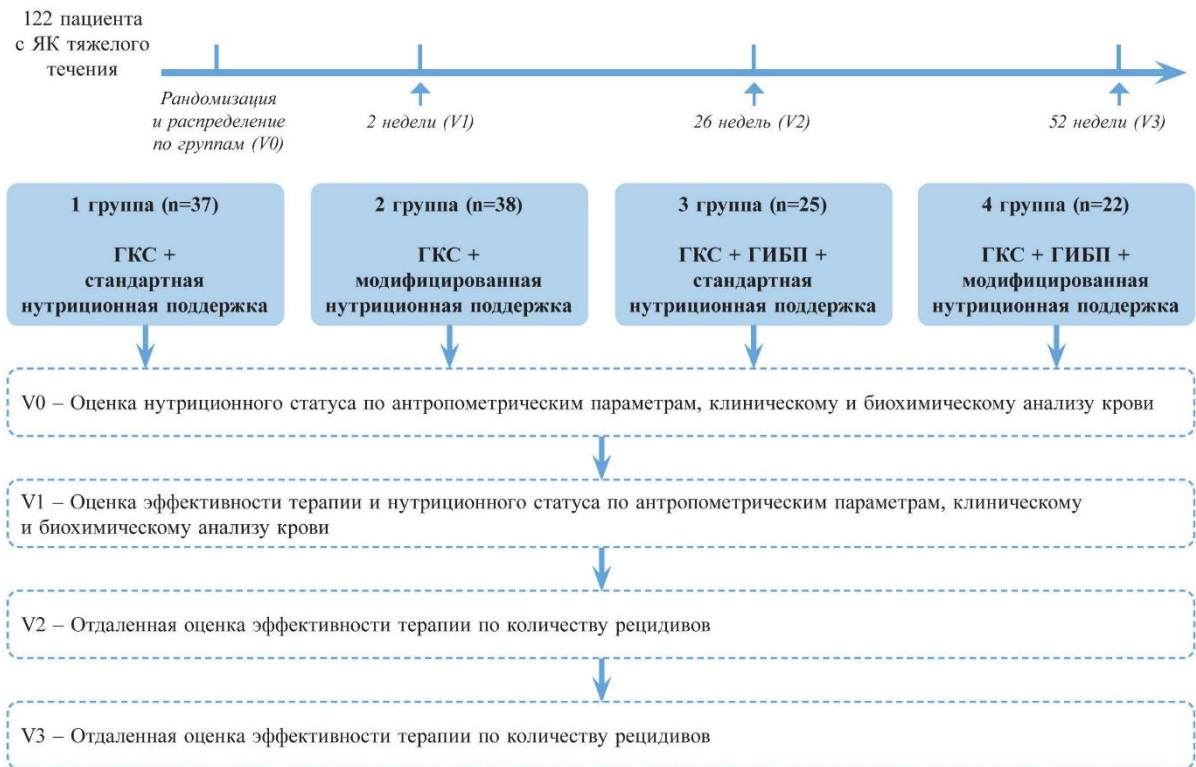 122 пациента
с ЯК тяжелого
течения
Рандомизация
и распределение
по группам (V0)
2 недели (V1)
26 недель (V2)
52 недели (V3)
1 группа (n=37)
ГКС +
стандартная
нутриционная поддержка
2 группа (n=38)
ГКС +
модифицированная
нутриционная поддержка
3 группа (n=25)
ГКС + ГИБП +
стандартная
нутриционная поддержка
4 группа (n=22)
ГКС + ГИБП +
модифицированная
нутриционная поддержка
V0 – Оценка нутриционного статуса по антропометрическим параметрам, клиническому и биохимическому анализу крови
V1 – Оценка эффективности терапии и нутриционного статуса по антропометрическим параметрам, клиническому
и биохимическому анализу крови
V2 – Отдаленная оценка эффективности терапии по количеству рецидивов
V3 – Отдаленная оценка эффективности терапии по количеству рецидивов